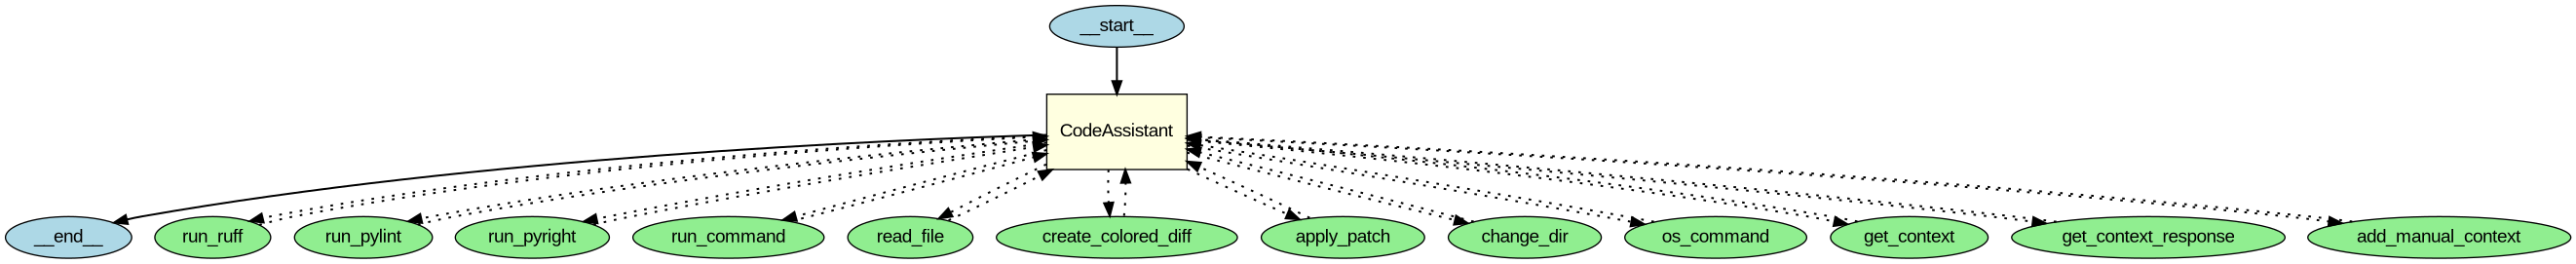 __start__
CodeAssistant
__end__
run_ruff
run_pylint
run_pyright
run_command
read_file
create_colored_diff
apply_patch
change_dir
os_command
get_context
get_context_response
add_manual_context